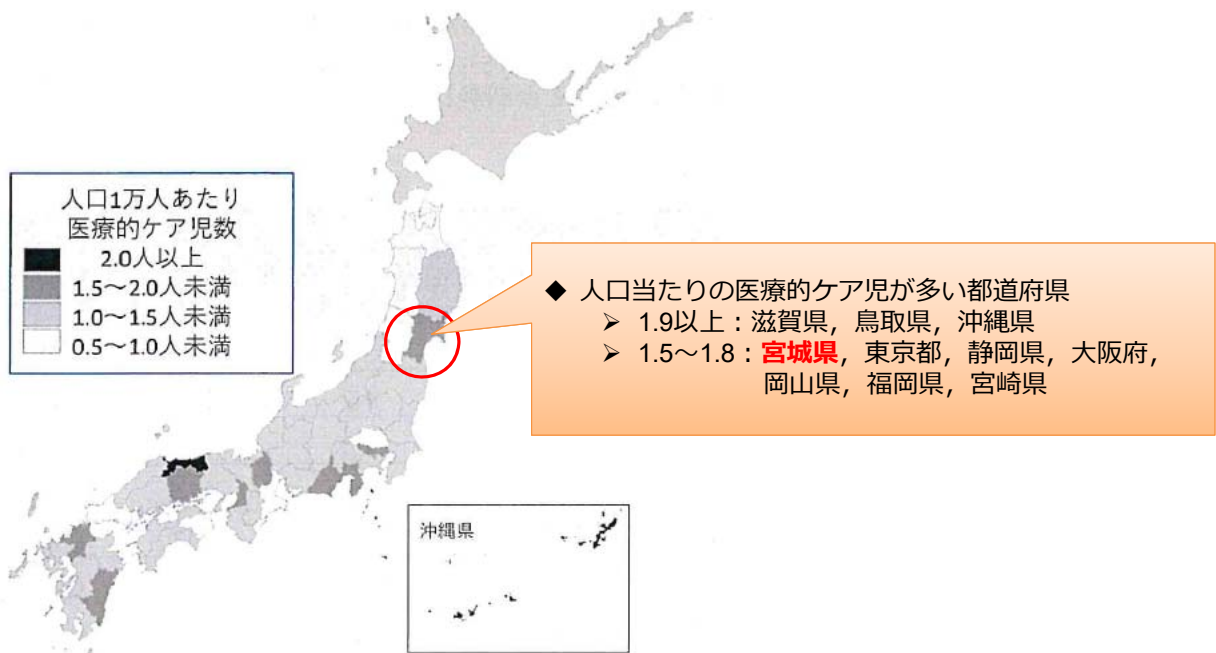 人口1万人あたり
医療的ケア児数
2.0人以上
1.5～2.0人未満
1.0～1.5人未満
0.5～1.0人未満
◆ 人口当たりの医療的ケア児が多い都道府県
➢ 1.9以上：滋賀県，鳥取県，沖縄県
➢ 1.5～1.8：宮城県，東京都，静岡県，大阪府，
岡山県，福岡県，宮崎県
沖縄県